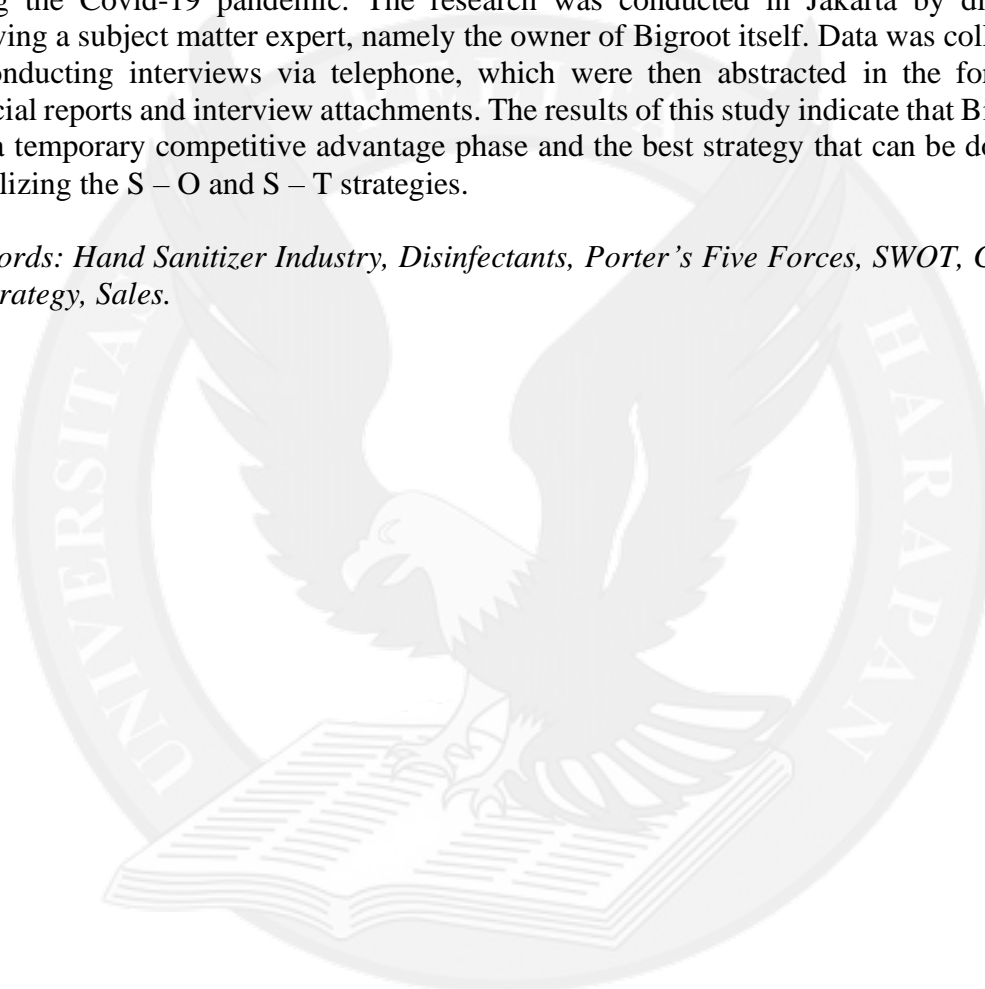 ng the Covid-19 pandemic. The research was conducted in Jakarta by di
ving a subject matter expert, namely the owner of Bigroot itself. Data was coll
onducting interviews via telephone, which were then abstracted in the for
cial reports and interview attachments. The results of this study indicate that Bi
a temporary competitive advantage phase and the best strategy that can be do
lizing the S – O and S – T strategies.
ords: Hand Sanitizer Industry, Disinfectants, Porter’s Five Forces, SWOT, C
rategy, Sales.
UNIVERSITAS
PELITA
HARAPAN